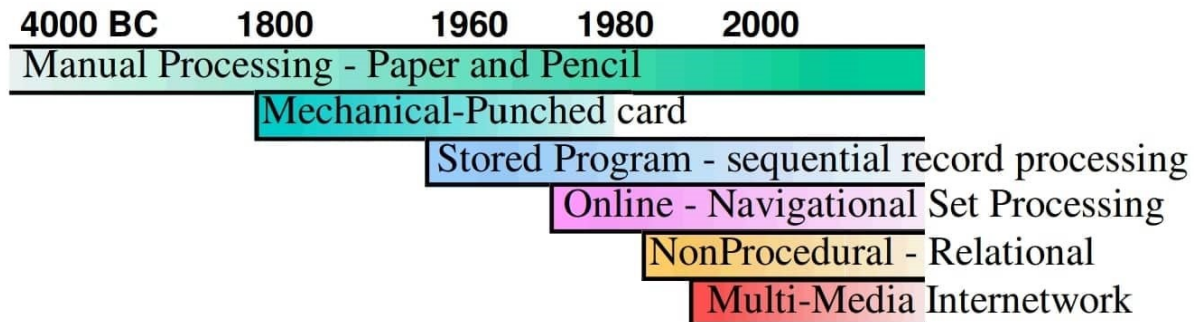 4000 BC 1800 1960 1980 2000
Manual Processing - Paper and Pencil
Mechanical-Punched card
Stored Program - sequential record processing
Online - Navigational Set Processing
NonProcedural - Relational
Multi-Media Internetwork